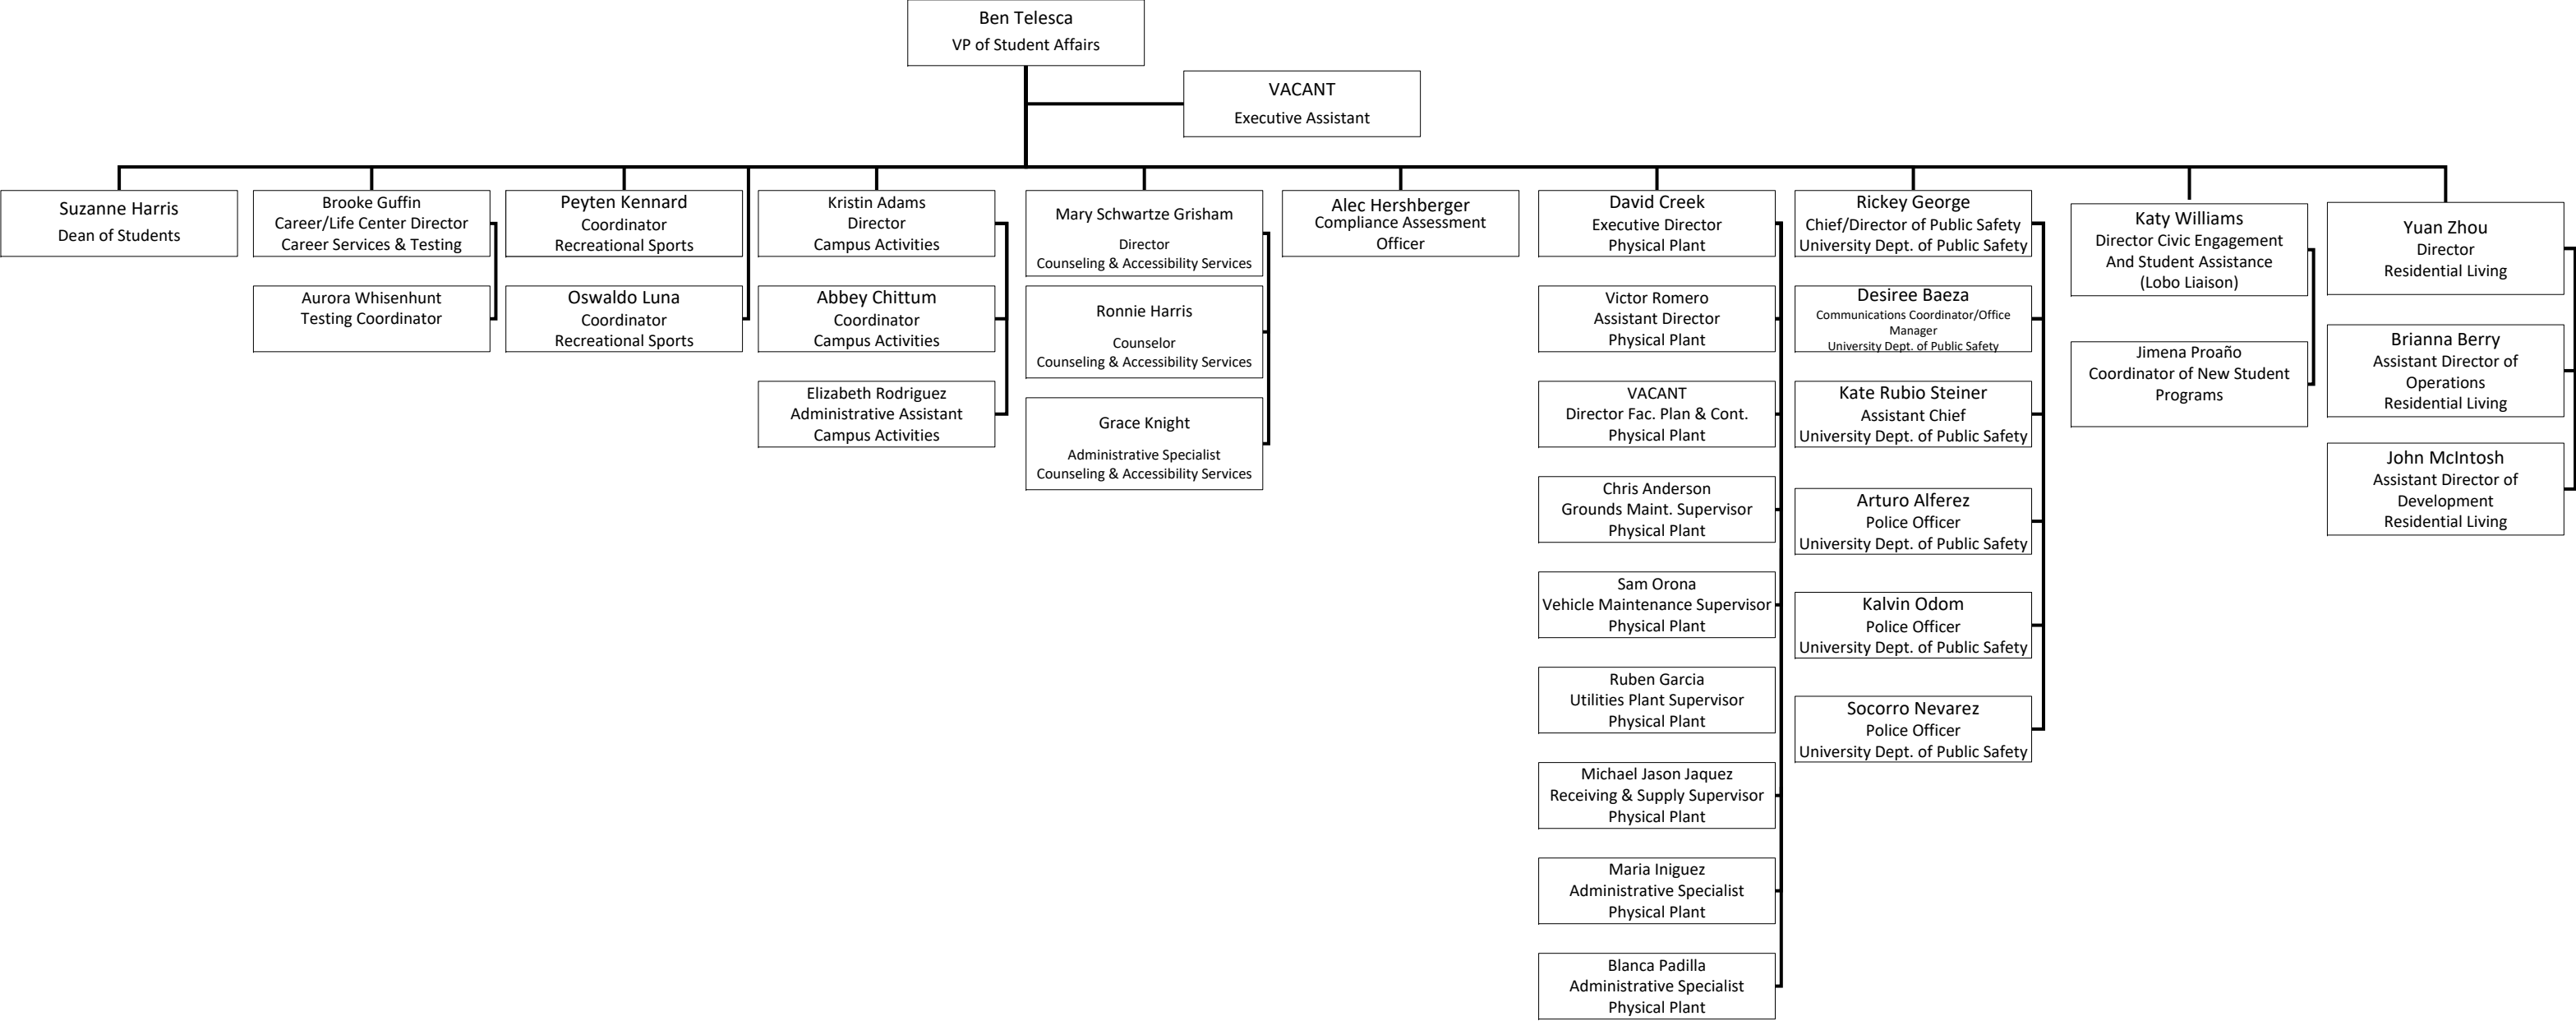 Ben Telesca
VP of Student Affairs
VACANT
Executive Assistant
Suzanne Harris
Dean of Students
Brooke Guffin
Career/Life Center Director
Career Services & Testing
Aurora Whisenhunt
Testing Coordinator
Peyten Kennard
Coordinator
Recreational Sports
Oswaldo Luna
Coordinator
Recreational Sports
Kristin Adams
Director
Campus Activities
Abbey Chittum
Coordinator
Campus Activities
Elizabeth Rodriguez
Administrative Assistant
Campus Activities
Mary Schwartze Grisham
Director
Counseling & Accessibility Services
Ronnie Harris
Counselor
Counseling & Accessibility Services
Grace Knight
Administrative Specialist
Counseling & Accessibility Services
Alec Hershberger
Compliance Assessment
Officer
David Creek
Executive Director
Physical Plant
Victor Romero
Assistant Director
Physical Plant
VACANT
Director Fac. Plan & Cont.
Physical Plant
Chris Anderson
Grounds Maint. Supervisor
Physical Plant
Sam Orona
Vehicle Maintenance Supervisor
Physical Plant
Ruben Garcia
Utilities Plant Supervisor
Physical Plant
Michael Jason Jaquez
Receiving & Supply Supervisor
Physical Plant
Maria Iniguez
Administrative Specialist
Physical Plant
Blanca Padilla
Administrative Specialist
Physical Plant
Rickey George
Chief/Director of Public Safety
University Dept. of Public Safety
Desiree Baeza
Communications Coordinator/Office
Manager
University Dept. of Public Safety
Kate Rubio Steiner
Assistant Chief
University Dept. of Public Safety
Arturo Alferez
Police Officer
University Dept. of Public Safety
Kalvin Odom
Police Officer
University Dept. of Public Safety
Socorro Nevarez
Police Officer
University Dept. of Public Safety
Katy Williams
Director Civic Engagement
And Student Assistance
(Lobo Liaison)
Jimena Proaño
Coordinator of New Student
Programs
Yuan Zhou
Director
Residential Living
Brianna Berry
Assistant Director of
Operations
Residential Living
John McIntosh
Assistant Director of
Development
Residential Living